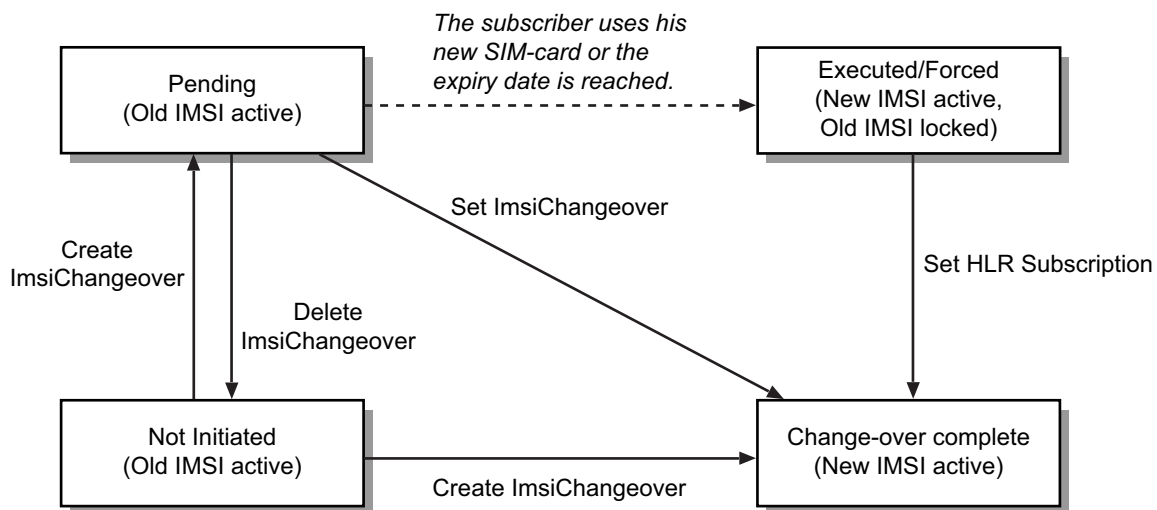 The subscriber uses his
new SIM-card or the
expiry date is reached.
Pending
(Old IMSI active)
Executed/Forced
(New IMSI active,
Old IMSI locked)
Set ImsiChangeover
Create
ImsiChangeover
Set HLR Subscription
Delete
ImsiChangeover
Not Initiated
(Old IMSI active)
Change-over complete
(New IMSI active)
Create ImsiChangeover